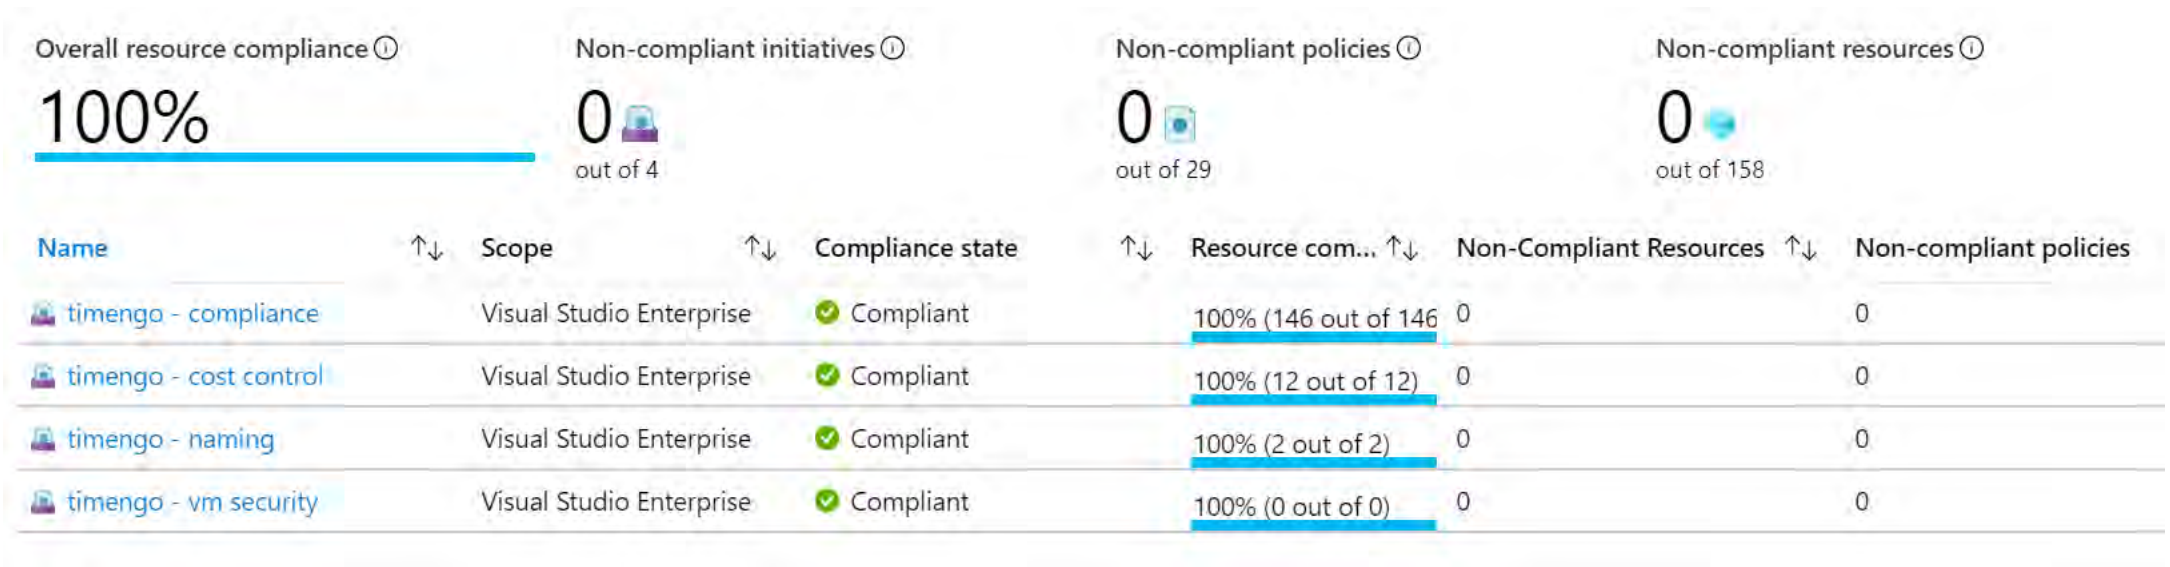 Overall resource compliance Non-compliant initiatives Non-compliant policies Non-compliant resources
100% 0 0 0
out of 4 out of 29 out of 158
Name Scope Compliance state Resource com... Non-Compliant Resources Non-compliant policies
timengo - compliance Visual Studio Enterprise Compliant 100% (146 out of 146 0 0
timengo - cost control Visual Studio Enterprise Compliant 100% (12 out of 12) 0 0
timengo - naming Visual Studio Enterprise Compliant 100% (2 out of 2) 0 0
timengo - vm security Visual Studio Enterprise Compliant 100% (0 out of 0) 0 0